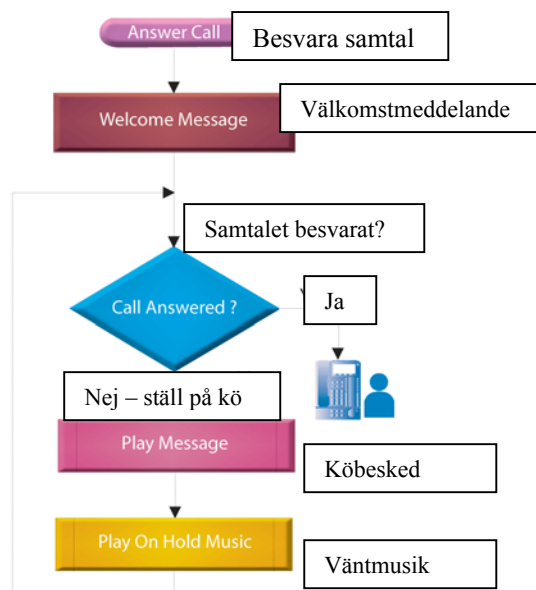 Answer Call
Besvara samtal
Welcome Message
Välkomstmeddelande
Samtalet besvarat?
Call Answered ?
Ja
Nej – ställ på kö
Play Message
Köbesked
Play On Hold Music
Väntmusik